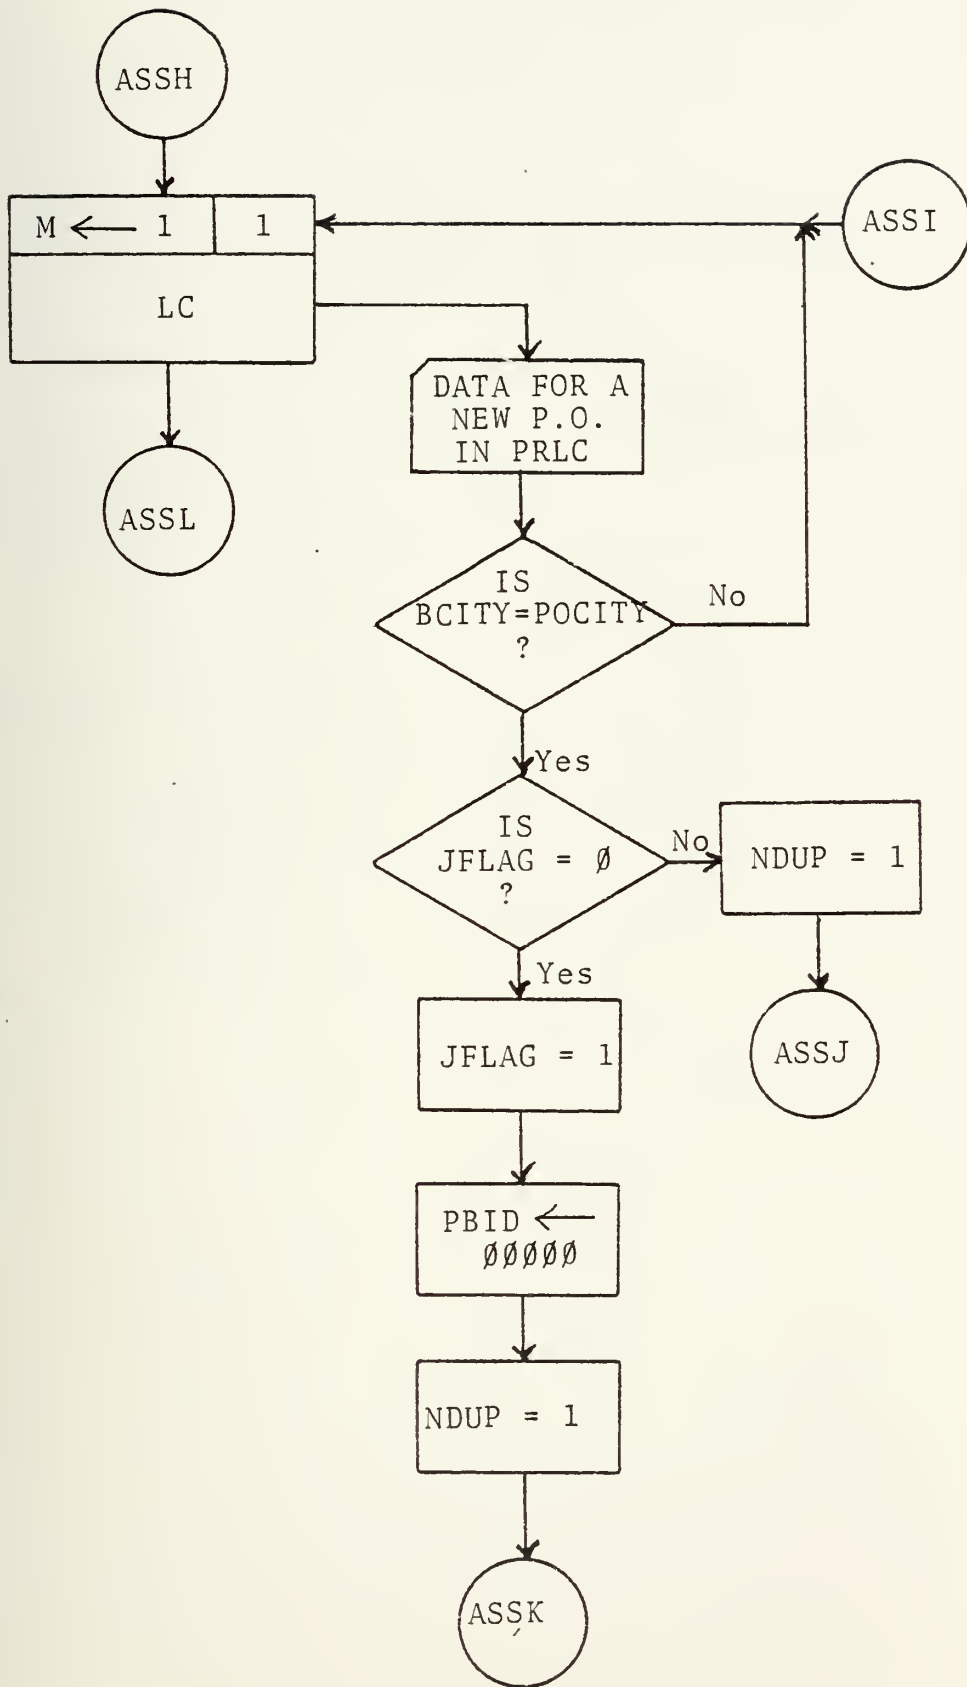 ASSH
M ← 1 1
ASSI
LC
DATA FOR A
NEW P.O.
IN PRLC
ASSL
IS
BCITY=POCITY
?
No
Yes
IS
JFLAG = Ø
?
No
NDUP = 1
Yes
JFLAG = 1
ASSJ
PBID ←
ØØØØØ
NDUP = 1
ASSK